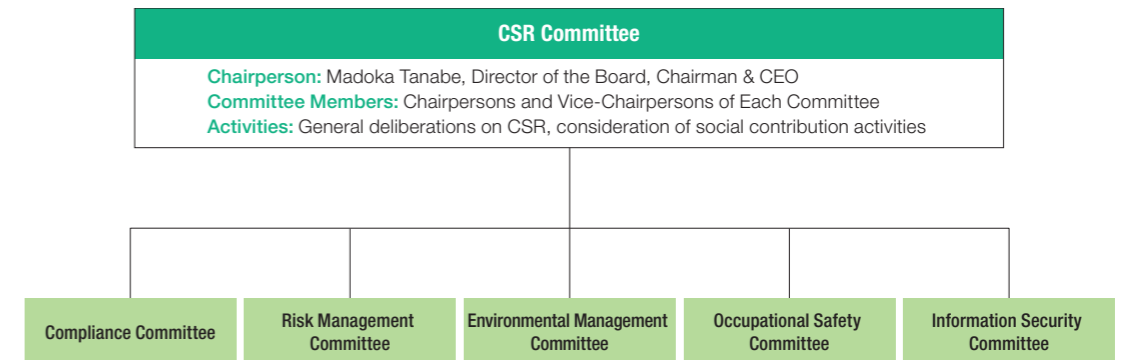 CSR Committee
Chairperson: Madoka Tanabe, Director of the Board, Chairman & CEO
Committee Members: Chairpersons and Vice-Chairpersons of Each Committee
Activities: General deliberations on CSR, consideration of social contribution activities
Compliance Committee
Risk Management
Committee
Environmental Management
Committee
Occupational Safety
Committee
Information Security
Committee